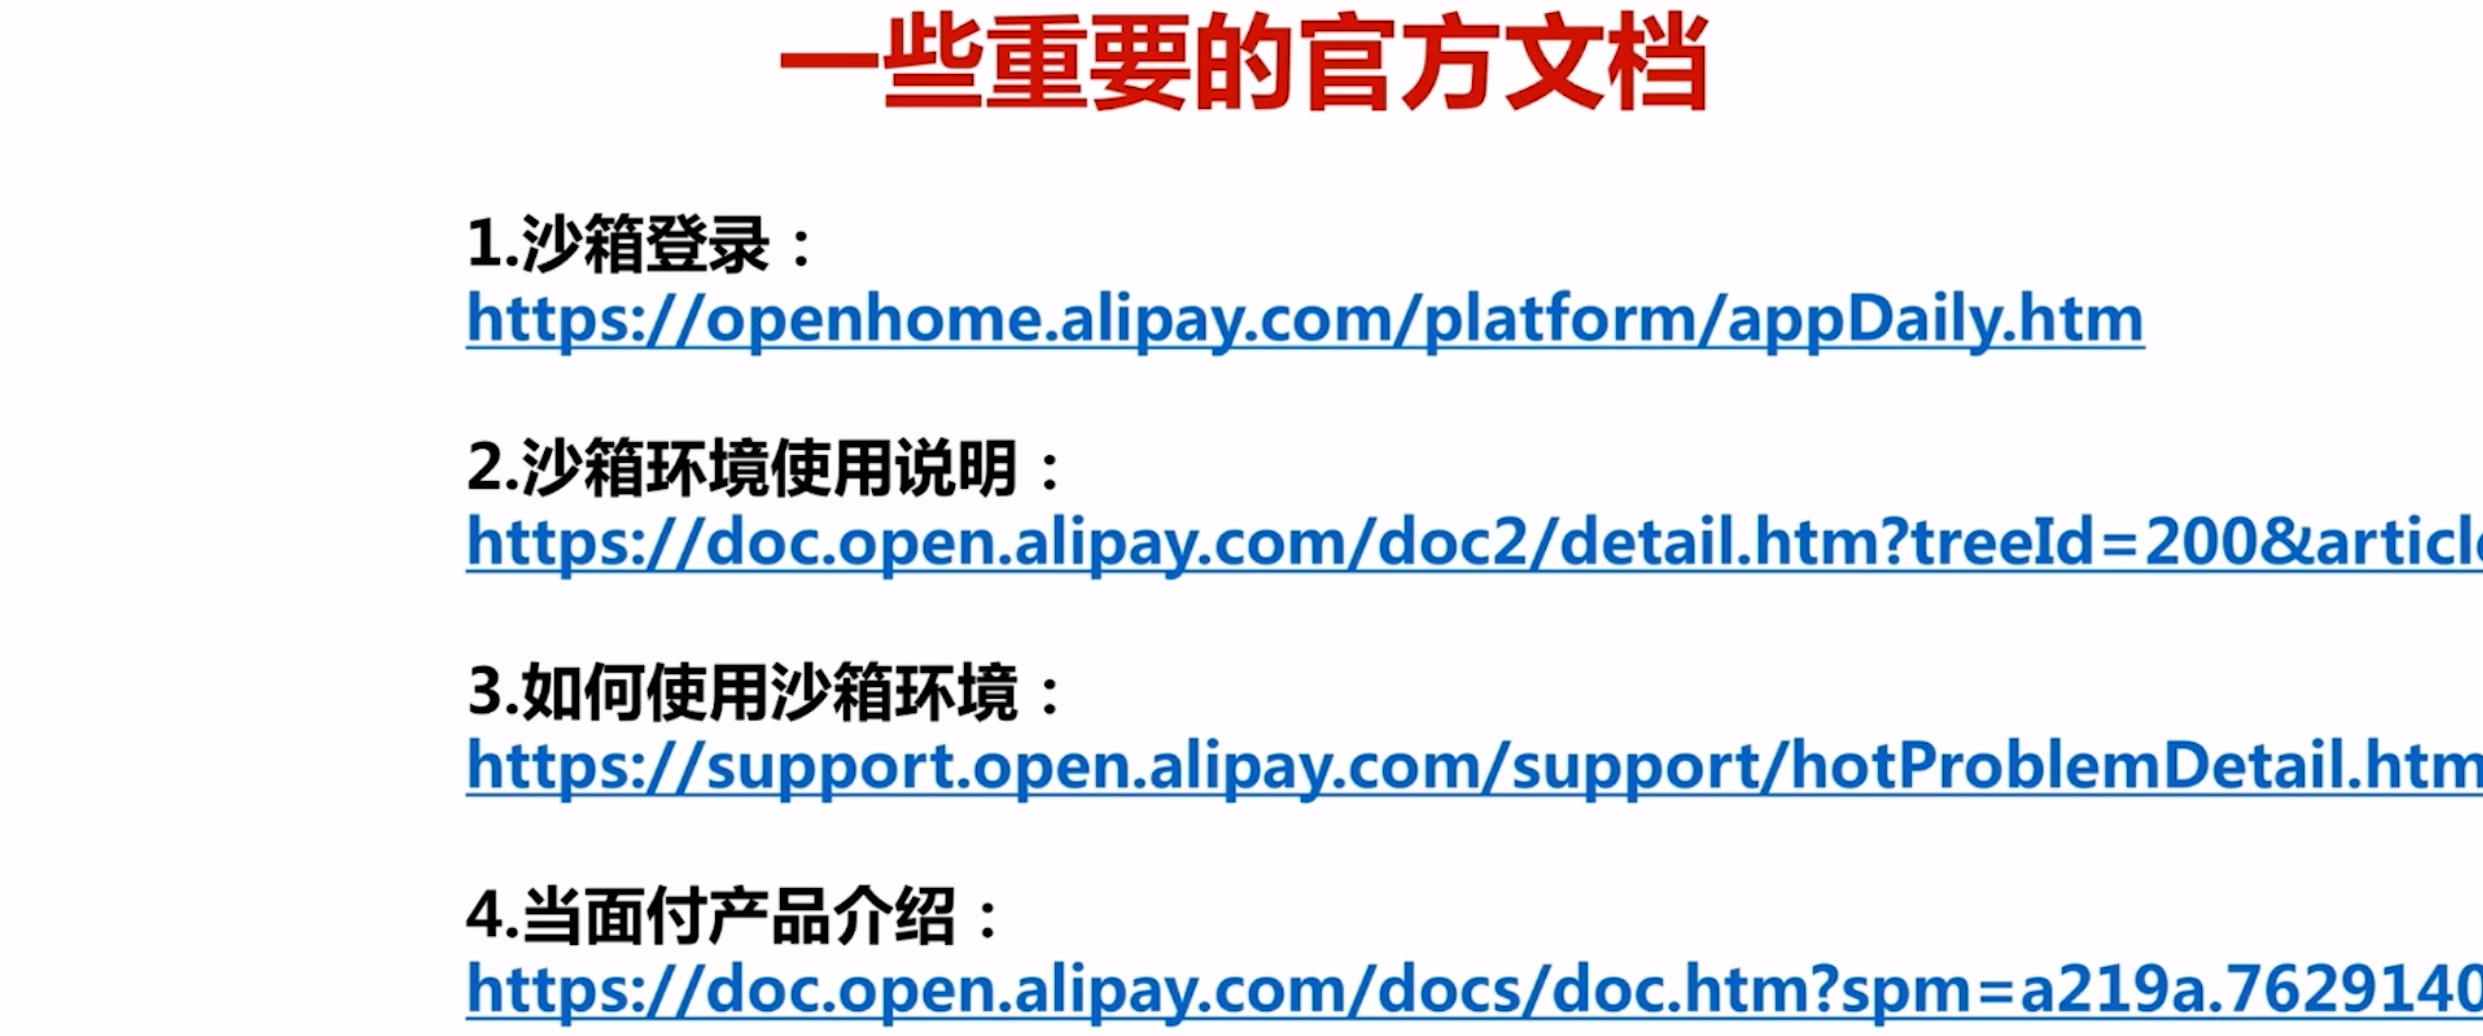 一些重要的官方文档
1.沙箱登录：
https://openhome.alipay.com/platform/appDaily.htm
2.沙箱环境使用说明：
https://doc.open.alipay.com/doc2/detail.htm?treeId=200&articl
3.如何使用沙箱环境：
https://support.open.alipay.com/support/hotProblemDetail.htm
4.当面付产品介绍：
https://doc.open.alipay.com/docs/doc.htm?spm=a219a.7629140